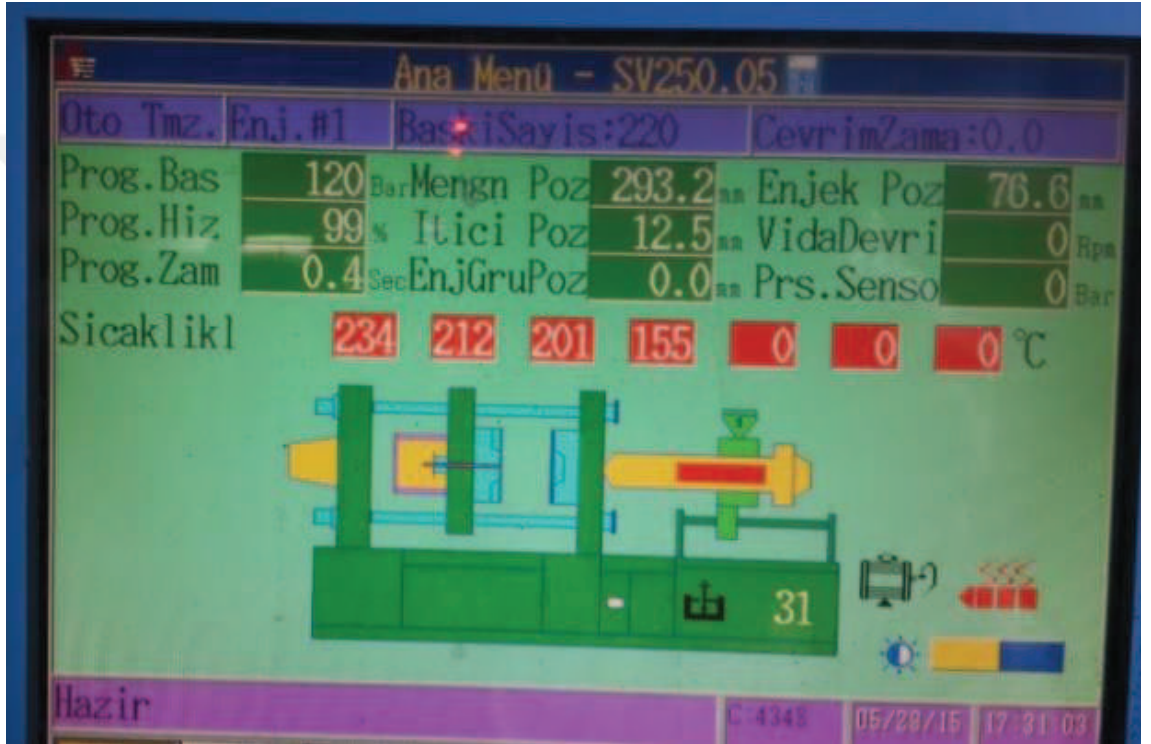 Ana Menü - SV250.05
Oto Tmz. Enj.#1 BaskiSayis:220 CevrimZama:0.0
Prog.Bas 120 Bar Mengn Poz 293.2 mm Enjek Poz 76.6 mm
Prog.Hiz 99 % Itici Poz 12.5 mm VidaDevri 0 Rpm
Prog.Zam 0.4 Sec EnjGruPoz 0.0 mm Prs.Senso 0 Bar
Sicaklikl 234 212 201 155 0 0 0 °C
31
Hazir 05/28/15 17:31:03